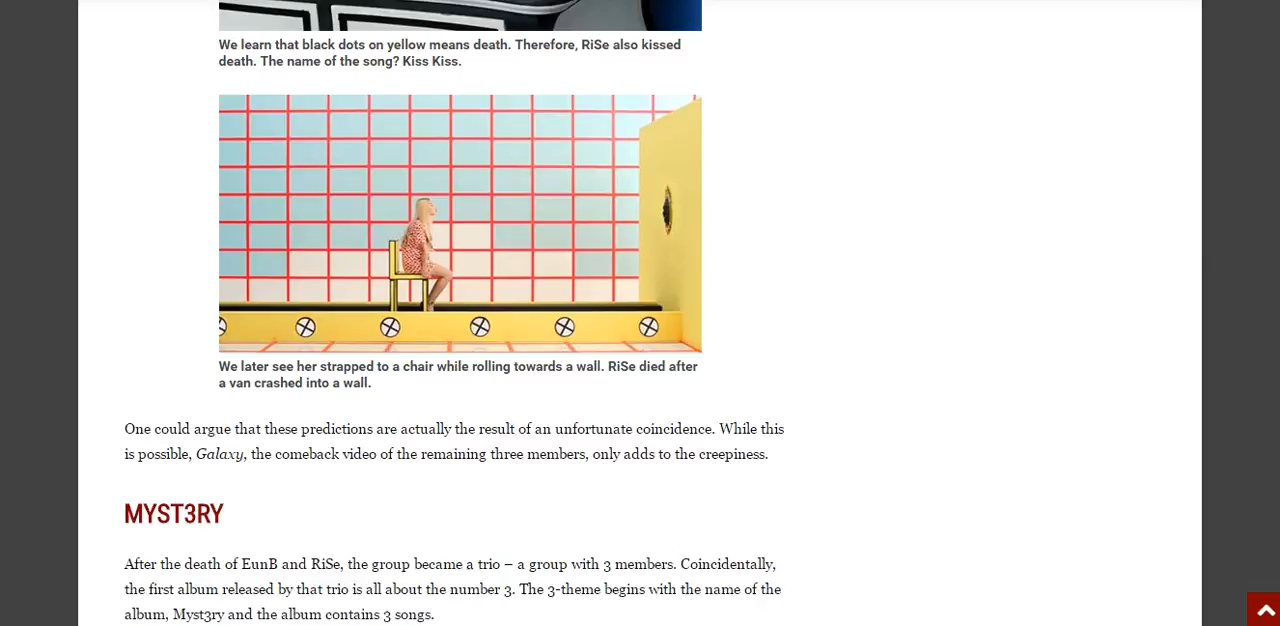 We learn that black dots on yellow means death. Therefore, RiSe also kissed
death. The name of the song? Kiss Kiss.
We later see her strapped to a chair while rolling towards a wall. RiSe died after
a van crashed into a wall.
One could argue that these predictions are actually the result of an unfortunate coincidence. While this
is possible, Galaxy, the comeback video of the remaining three members, only adds to the creepiness.
MYST3RY
After the death of EunB and RiSe, the group became a trio – a group with 3 members. Coincidentally,
the first album released by that trio is all about the number 3. The 3-theme begins with the name of the
album, Myst3ry and the album contains 3 songs.